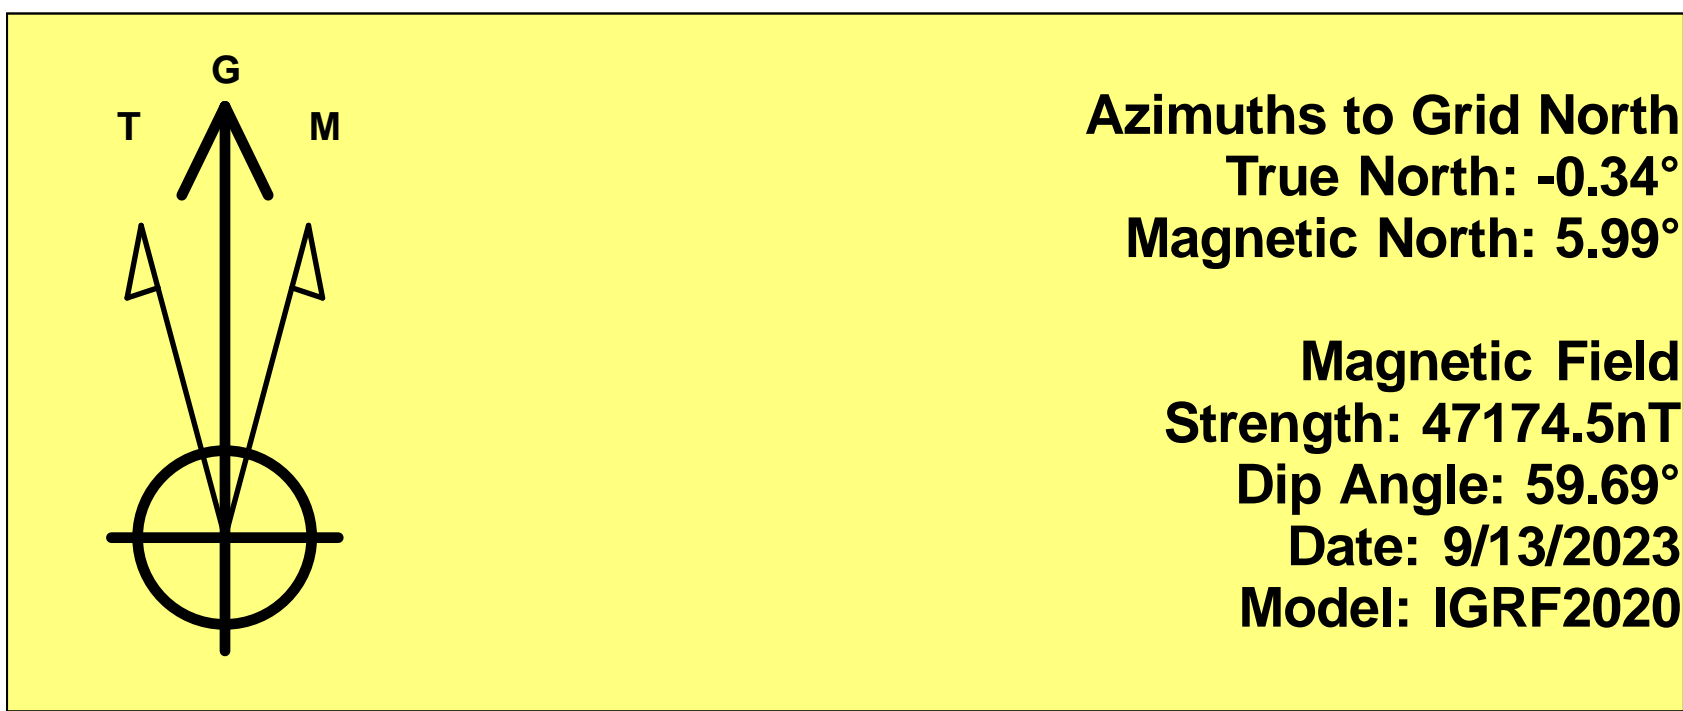 G
T M
Azimuths to Grid North
True North: -0.34°
Magnetic North: 5.99°
Magnetic Field
Strength: 47174.5nT
Dip Angle: 59.69°
Date: 9/13/2023
Model: IGRF2020